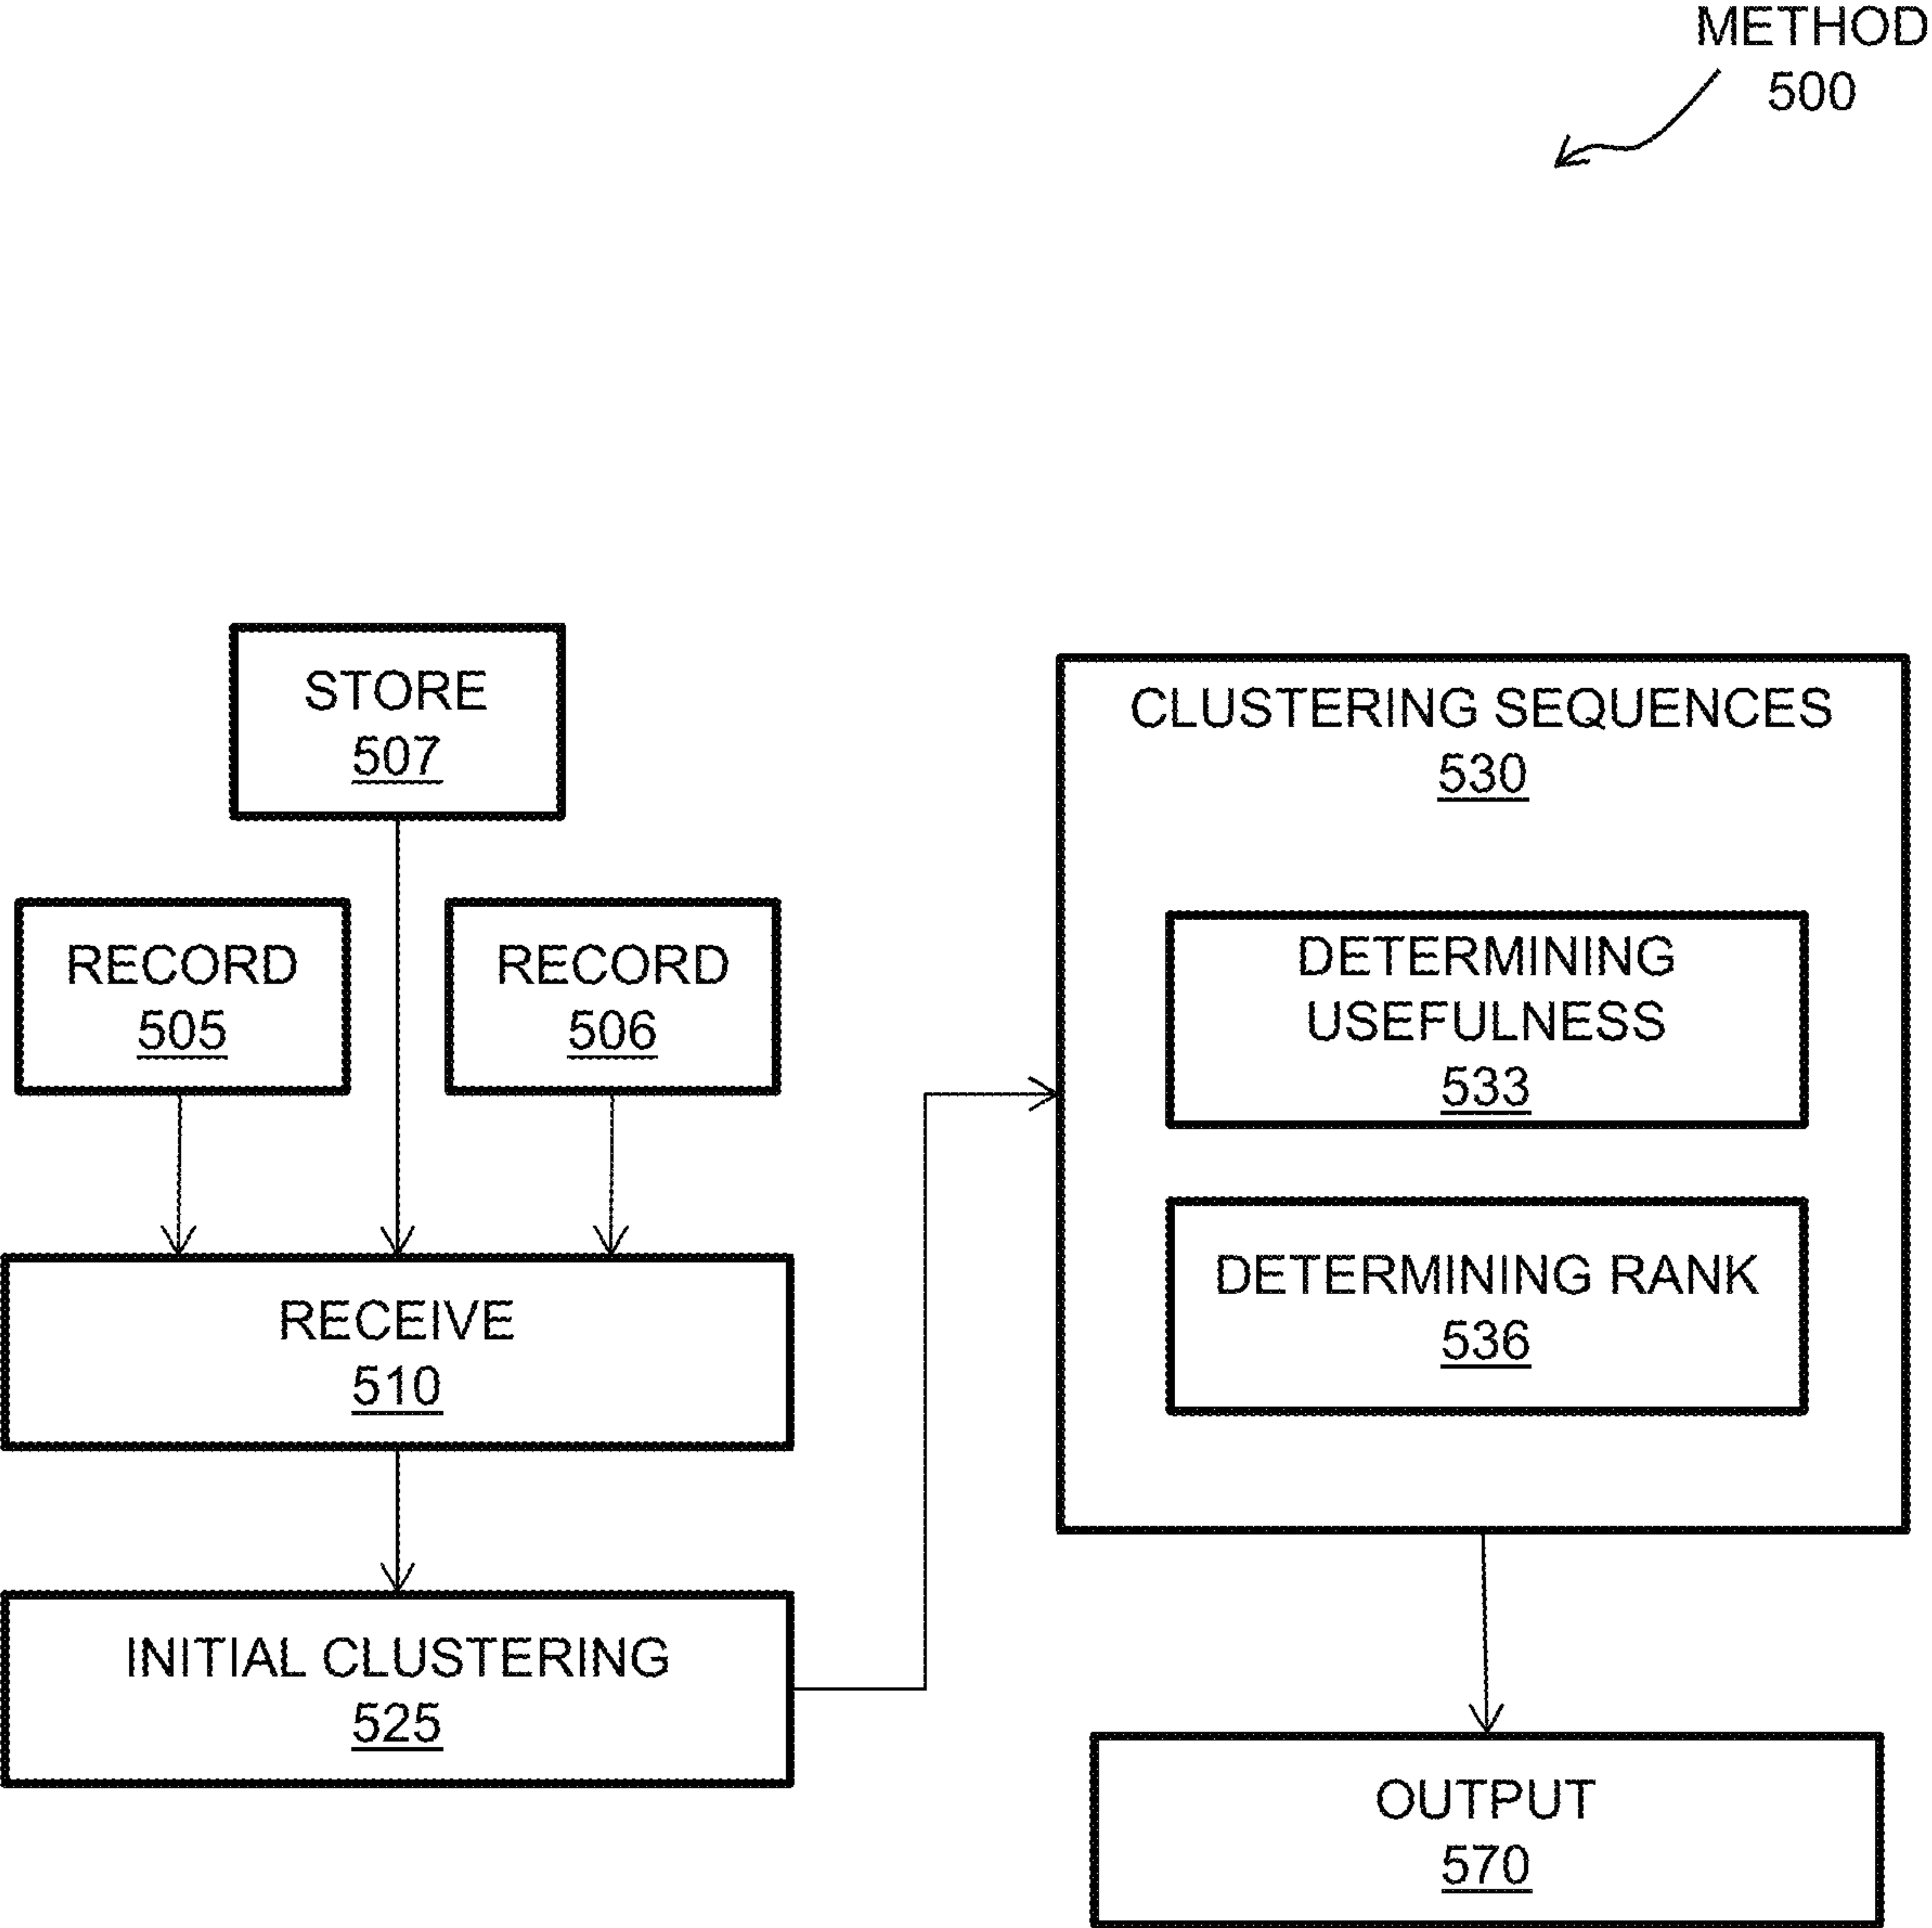 METHOD
500
STORE
507
RECORD
505
RECORD
506
RECEIVE
510
INITIAL CLUSTERING
525
CLUSTERING SEQUENCES
530
DETERMINING
USEFULNESS
533
DETERMINING RANK
536
OUTPUT
570